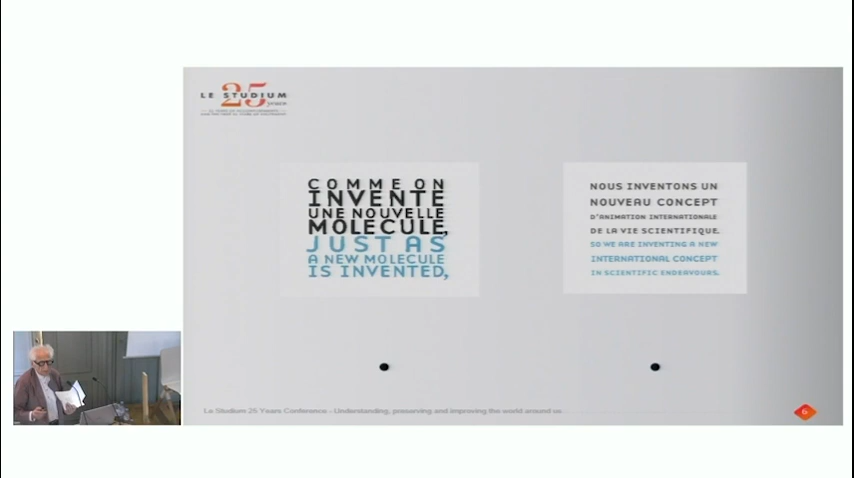 LE STUDIUM
25
years
COMME ON
INVENTE
UNE NOUVELLE
MOLÉCULE,
JUST AS
A NEW MOLECULE
IS INVENTED,
NOUS INVENTONS UN
NOUVEAU CONCEPT
D'ANIMATION INTERNATIONALE
DE LA VIE SCIENTIFIQUE.
SO WE ARE INVENTING A NEW
INTERNATIONAL CONCEPT
IN SCIENTIFIC ENDEAVOURS.
Le Studium 25 Years Conference - Understanding, preserving and improving the world around us
6